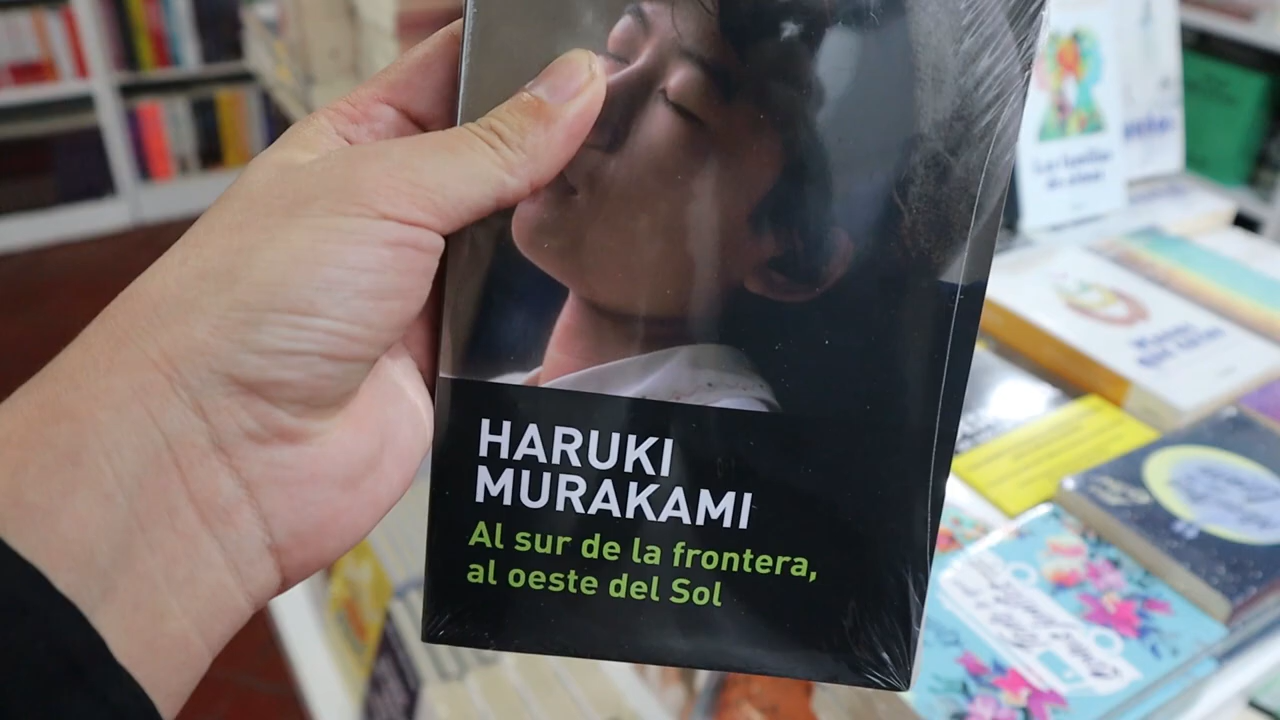 HARUKI
MURAKAMI
Al sur de la frontera,
al oeste del Sol